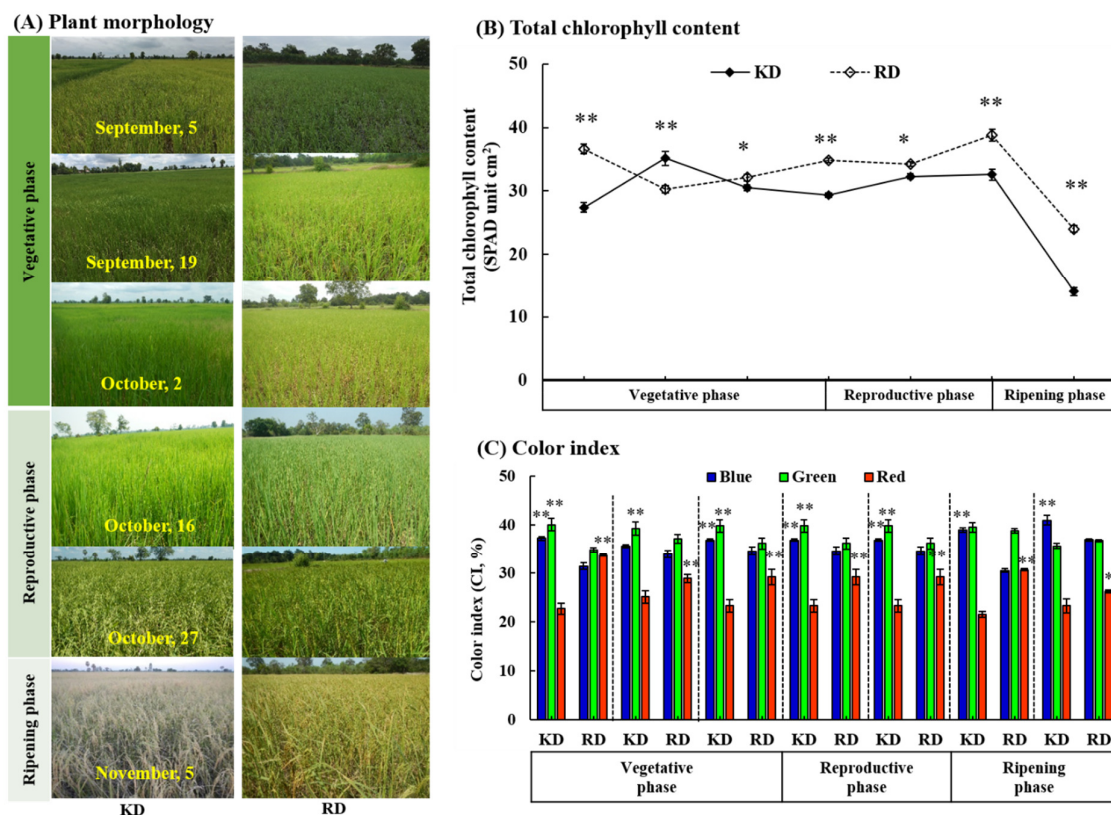 (A) Plant morphology
Vegetative phase
September, 5
September, 19
October, 2
Reproductive phase
October, 16
October, 27
Ripening phase
November, 5
KD
RD
(B) Total chlorophyll content
KD
RD
Total chlorophyll content
(SPAD unit cm²)
50
40
30
20
10
0
** ** * ** * ** **
Vegetative phase
Reproductive phase
Ripening phase
(C) Color index
Blue
Green
Red
Color index (CI, %)
50
40
30
20
10
0
** ** ** ** ** ** ** ** ** ** ** ** ** ** ** ** ** *
KD RD KD RD KD RD KD RD KD RD KD RD KD RD
Vegetative
phase
Reproductive
phase
Ripening
phase